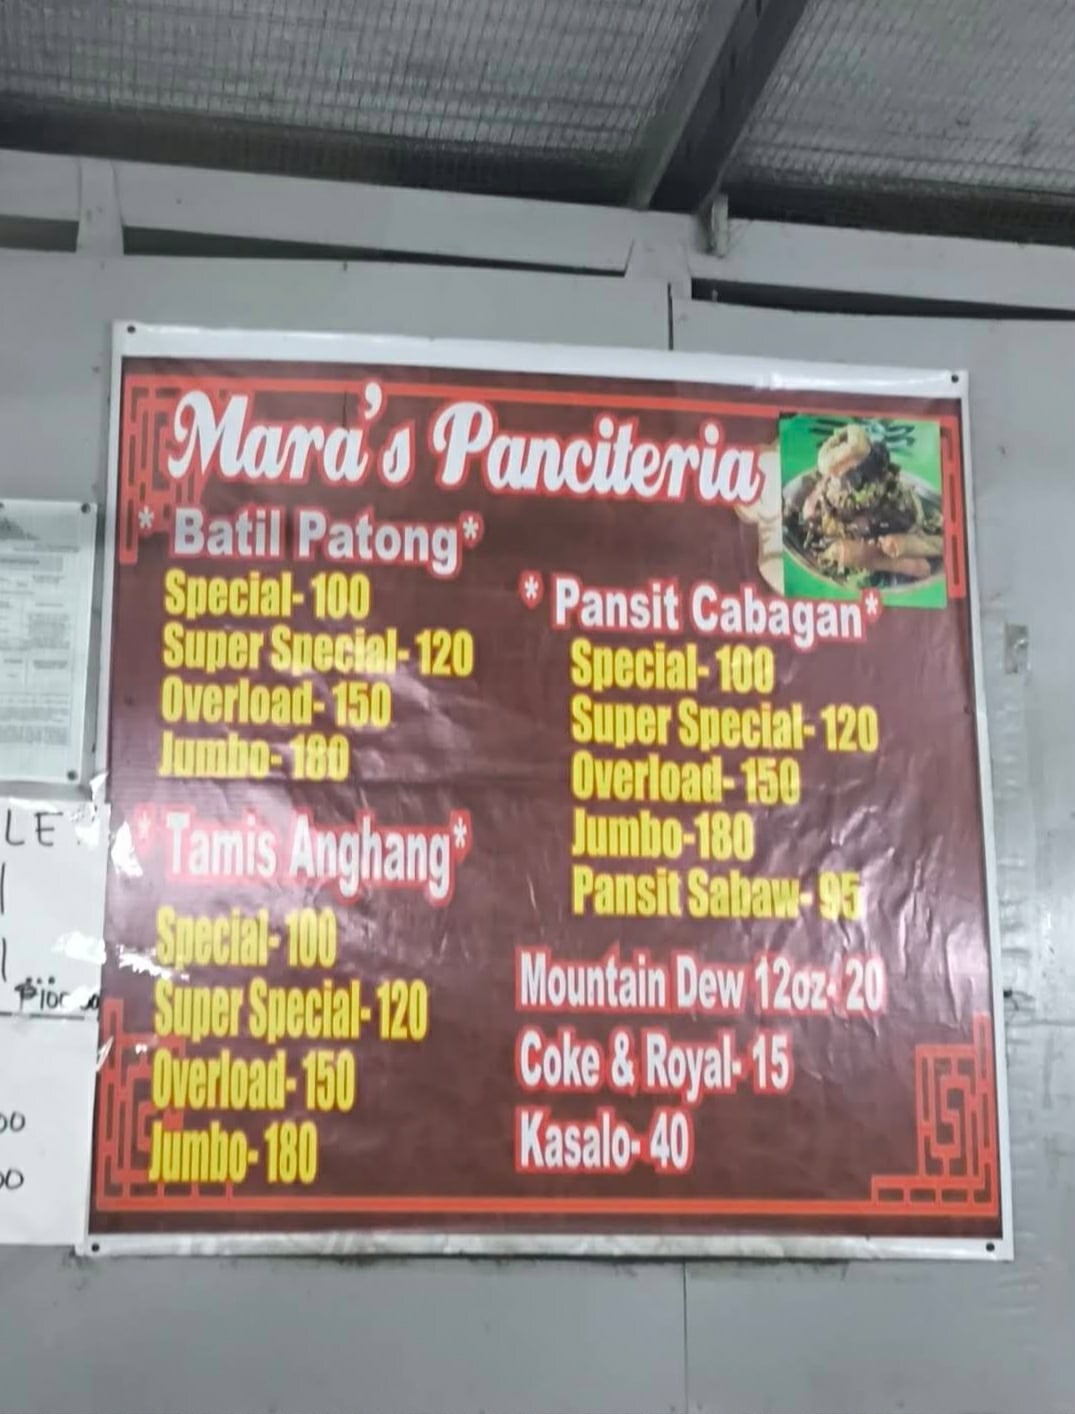 Mara's Panciteria
* Batil Patong*
Special- 100
Super Special- 120
Overload- 150
Jumbo- 180
* Tamis Anghang*
Special- 100
Super Special- 120
Overload- 150
Jumbo- 180
* Pansit Cabagan*
Special- 100
Super Special- 120
Overload- 150
Jumbo-180
Pansit Sabaw- 95
Mountain Dew 12oz- 20
Coke & Royal- 15
Kasalo- 40
LE